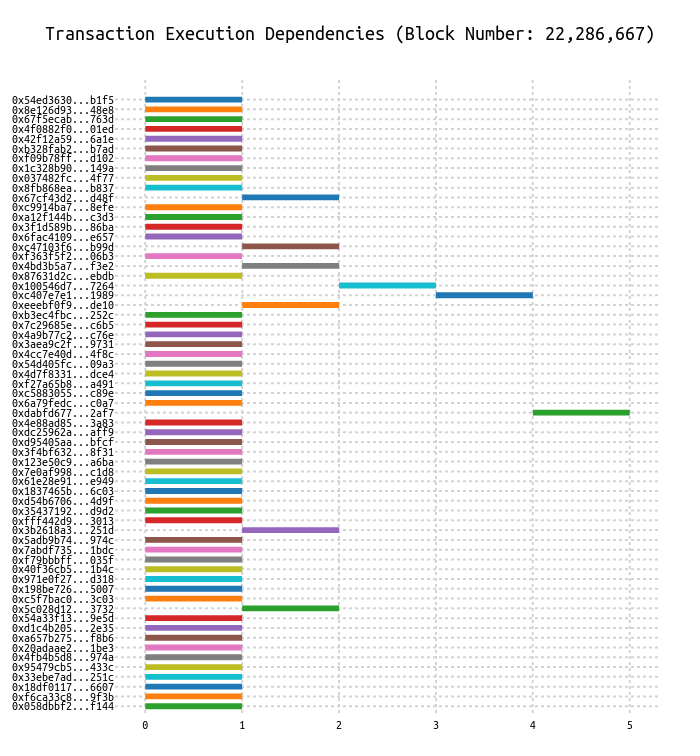 Transaction Execution Dependencies (Block Number: 22,286,667)
0x54ed3630...b1f5
0x8e126d93...48e8
0x67f5ecab...763d
0x4f0882f0...01ed
0x42f12a59...6a1e
0xb328fab2...b7ad
0xf09b78ff...d102
0x1c328b90...149a
0x037482fc...4f77
0x8fb868ea...b837
0x67cf43d2...d48f
0xc9914ba7...8efe
0xa12f144b...c3d3
0x3f1d589b...86ba
0x6fac4109...e657
0xc47103f6...b99d
0xf363f5f2...06b3
0x4bd3b5a7...f3e2
0x87631d2c...ebdb
0x100546d7...7264
0xc407e7e1...1989
0xeeebf0f9...de10
0xb3ec4fbc...252c
0x7c29685e...c6b5
0x4a9b77c2...c76e
0x3aea9c2f...9731
0x4cc7e40d...4f8c
0x54d405fc...09a3
0x4d7f8331...dce4
0xf27a65b8...a491
0xc5883055...c89e
0x6a79fedc...c0a7
0xdabfd677...2af7
0x4e88ad85...3a83
0xdc25962a...aff9
0xd95405aa...bfcf
0x3f4bf632...8f31
0x123e50c9...a6ba
0x7e0af998...c1d8
0x61e28e91...e949
0x1837465b...6c03
0xd54b6706...4d9f
0x35437192...d9d2
0xfff442d9...3013
0x3b2618a3...251d
0x5adb9b74...974c
0x7abdf735...1bdc
0xf79bbbff...035f
0x40f36cb5...1b4c
0x971e0f27...d318
0x198be726...5007
0xc5f7bac0...3c03
0x5c028d12...3732
0x54a33f13...9e5d
0xd1c4b205...2e35
0xa657b275...f8b6
0x20adaae2...1be3
0x4fb4b5d8...974a
0x95479cb5...433c
0x33ebe7ad...251c
0x18df0117...6607
0xf6ca33c8...9f3b
0x058dbbf2...f144
0 1 2 3 4 5